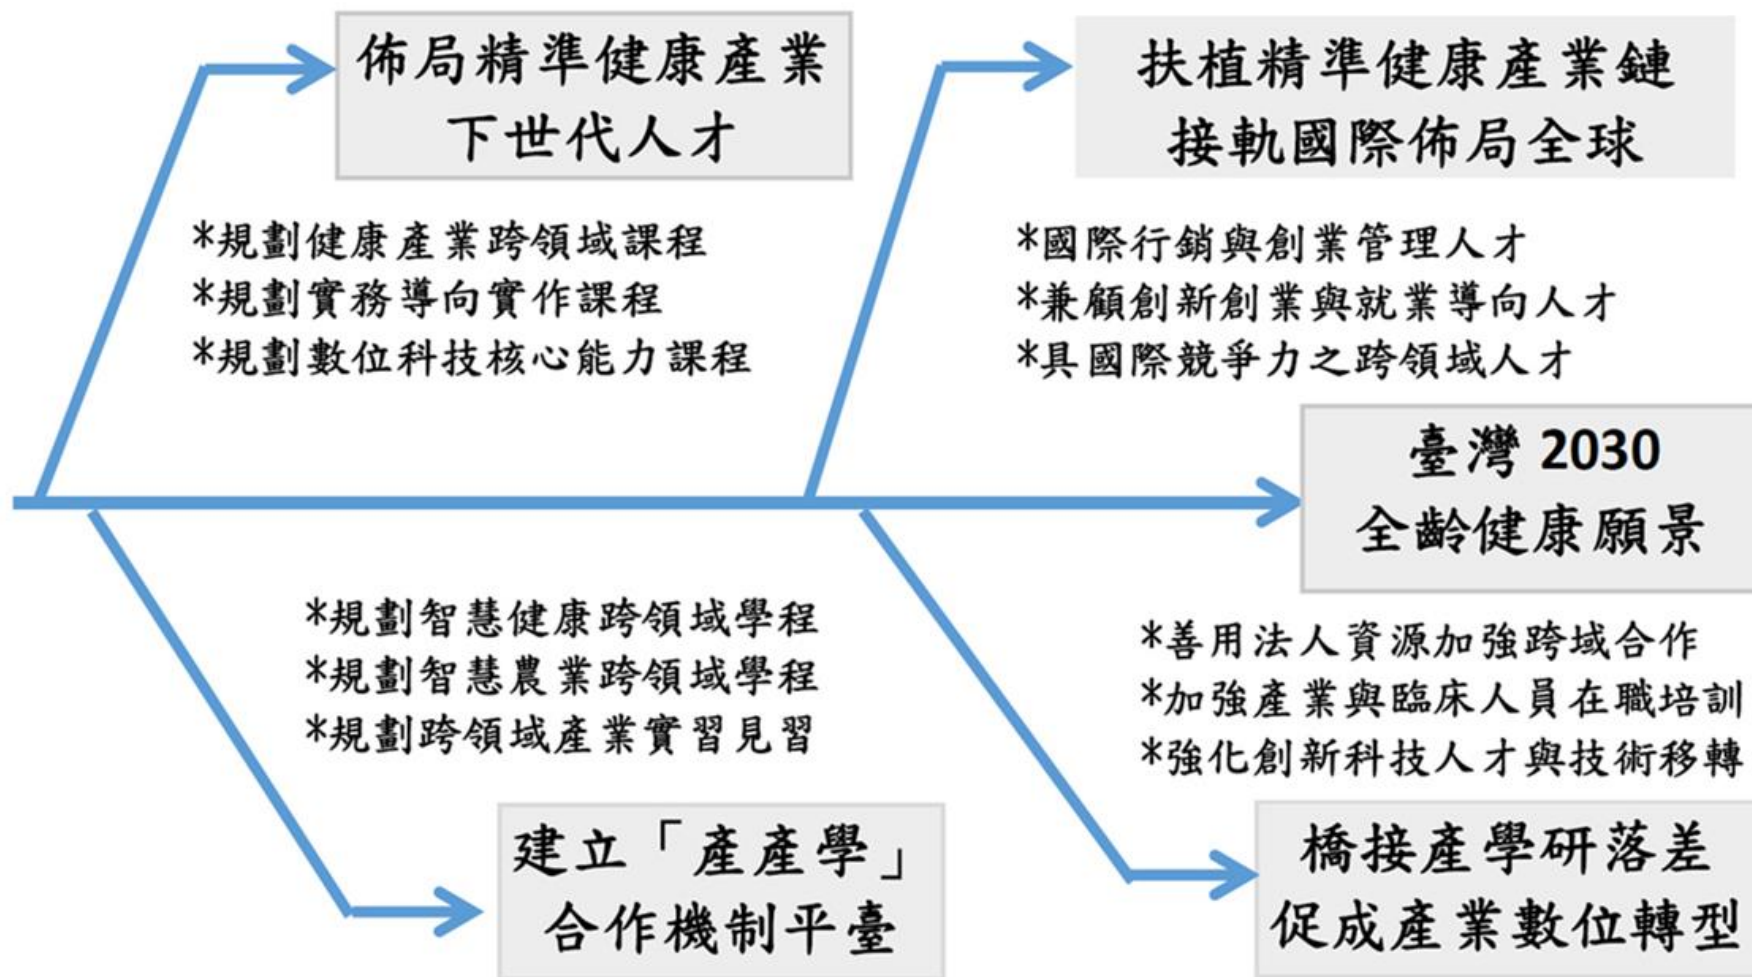 佈局精準健康產業
下世代人才
*規劃健康產業跨領域課程
*規劃實務導向實作課程
*規劃數位科技核心能力課程
扶植精準健康產業鏈
接軌國際佈局全球
*國際行銷與創業管理人才
*兼顧創新創業與就業導向人才
*具國際競爭力之跨領域人才
臺灣 2030
全齡健康願景
*規劃智慧健康跨領域學程
*規劃智慧農業跨領域學程
*規劃跨領域產業實習見習
建立「產產學」
合作機制平臺
*善用法人資源加強跨域合作
*加強產業與臨床人員在職培訓
*強化創新科技人才與技術移轉
橋接產學研落差
促成產業數位轉型